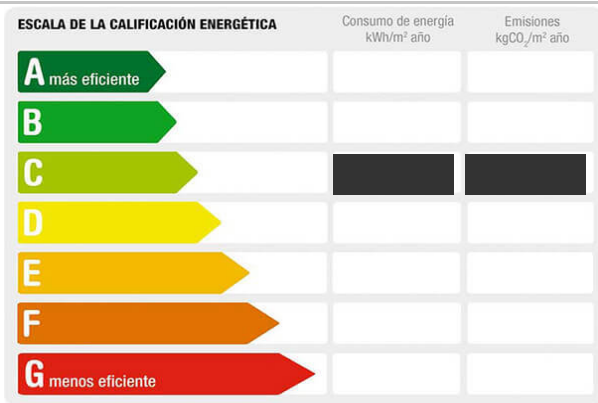 ESCALA DE LA CALIFICACIÓN ENERGÉTICA
Consumo de energía
kWh/m² año
Emisiones
kgCO₂/m² año
A más eficiente
B
C
D
E
F
G menos eficiente